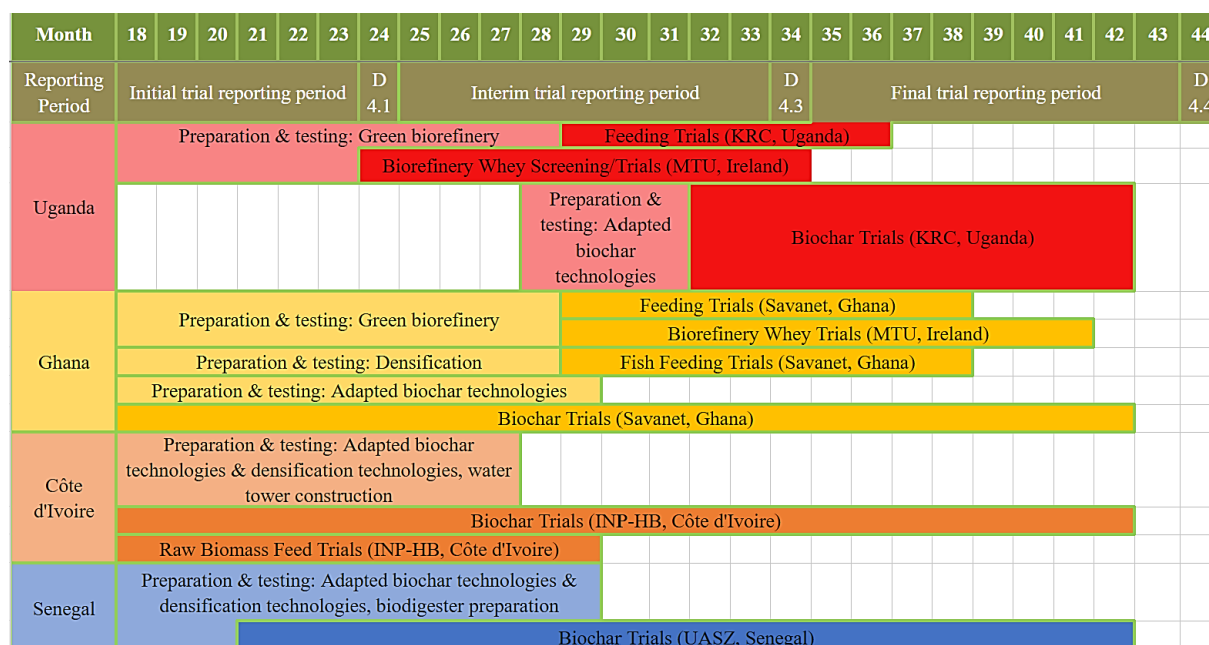 Month 18 19 20 21 22 23 24 25 26 27 28 29 30 31 32 33 34 35 36 37 38 39 40 41 42 43 44
Reporting
Period
Initial trial reporting period
D
4.1
Interim trial reporting period
D
4.3
Final trial reporting period
D
4.4
Uganda
Preparation & testing: Green biorefinery
Feeding Trials (KRC, Uganda)
Biorefinery Whey Screening/Trials (MTU, Ireland)
Preparation &
testing: Adapted
biochar
technologies
Biochar Trials (KRC, Uganda)
Ghana
Preparation & testing: Green biorefinery
Feeding Trials (Savanet, Ghana)
Biorefinery Whey Trials (MTU, Ireland)
Preparation & testing: Densification
Fish Feeding Trials (Savanet, Ghana)
Preparation & testing: Adapted biochar technologies
Biochar Trials (Savanet, Ghana)
Côte
d'Ivoire
Preparation & testing: Adapted biochar
technologies & densification technologies, water
tower construction
Biochar Trials (INP-HB, Côte d'Ivoire)
Raw Biomass Feed Trials (INP-HB, Côte d'Ivoire)
Senegal
Preparation & testing: Adapted biochar technologies &
densification technologies, biodigester preparation
Biochar Trials (UASZ, Senegal)